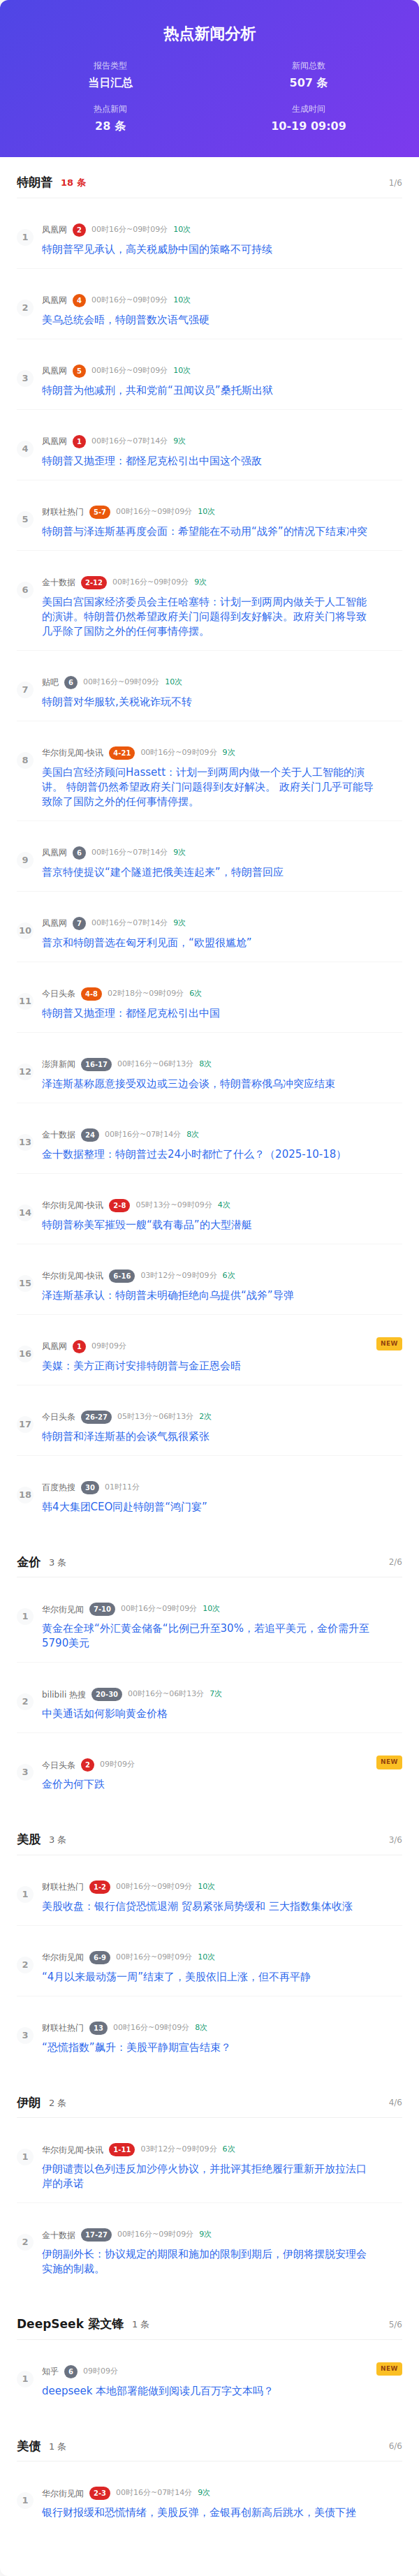 热点新闻分析
报告类型
当日汇总
新闻总数
507 条
热点新闻
28 条
生成时间
10-19 09:09
特朗普 18 条 1/6
1
凤凰网 2 00时16分~09时09分 10次
特朗普罕见承认，高关税威胁中国的策略不可持续
2
凤凰网 4 00时16分~09时09分 10次
美乌总统会晤，特朗普数次语气强硬
3
凤凰网 5 00时16分~09时09分 10次
特朗普为他减刑，共和党前“丑闻议员”桑托斯出狱
4
凤凰网 1 00时16分~07时14分 9次
特朗普又抛歪理：都怪尼克松引出中国这个强敌
5
财联社热门 5-7 00时16分~09时09分 10次
特朗普与泽连斯基再度会面：希望能在不动用“战斧”的情况下结束冲突
6
金十数据 2-12 00时16分~09时09分 9次
美国白宫国家经济委员会主任哈塞特：计划一到两周内做关于人工智能
的演讲。特朗普仍然希望政府关门问题得到友好解决。政府关门将导致
几乎除了国防之外的任何事情停摆。
7
贴吧 6 00时16分~09时09分 10次
特朗普对华服软,关税讹诈玩不转
8
华尔街见闻-快讯 4-21 00时16分~09时09分 9次
美国白宫经济顾问Hassett：计划一到两周内做一个关于人工智能的演
讲。 特朗普仍然希望政府关门问题得到友好解决。 政府关门几乎可能导
致除了国防之外的任何事情停摆。
9
凤凰网 6 00时16分~07时14分 9次
普京特使提议“建个隧道把俄美连起来”，特朗普回应
10
凤凰网 7 00时16分~07时14分 9次
普京和特朗普选在匈牙利见面，“欧盟很尴尬”
11
今日头条 4-8 02时18分~09时09分 6次
特朗普又抛歪理：都怪尼克松引出中国
12
澎湃新闻 16-17 00时16分~06时13分 8次
泽连斯基称愿意接受双边或三边会谈，特朗普称俄乌冲突应结束
13
金十数据 24 00时16分~07时14分 8次
金十数据整理：特朗普过去24小时都忙了什么？（2025-10-18）
14
华尔街见闻-快讯 2-8 05时13分~09时09分 4次
特朗普称美军摧毁一艘“载有毒品”的大型潜艇
15
华尔街见闻-快讯 6-16 03时12分~09时09分 6次
泽连斯基承认：特朗普未明确拒绝向乌提供“战斧”导弹
16
凤凰网 1 09时09分 NEW
美媒：美方正商讨安排特朗普与金正恩会晤
17
今日头条 26-27 05时13分~06时13分 2次
特朗普和泽连斯基的会谈气氛很紧张
18
百度热搜 30 01时11分
韩4大集团CEO同赴特朗普“鸿门宴”
金价 3 条 2/6
1
华尔街见闻 7-10 00时16分~09时09分 10次
黄金在全球“外汇黄金储备“比例已升至30%，若追平美元，金价需升至
5790美元
2
bilibili 热搜 20-30 00时16分~06时13分 7次
中美通话如何影响黄金价格
3
今日头条 2 09时09分 NEW
金价为何下跌
美股 3 条 3/6
1
财联社热门 1-2 00时16分~09时09分 10次
美股收盘：银行信贷恐慌退潮 贸易紧张局势缓和 三大指数集体收涨
2
华尔街见闻 6-9 00时16分~09时09分 10次
“4月以来最动荡一周”结束了，美股依旧上涨，但不再平静
3
财联社热门 13 00时16分~09时09分 8次
“恐慌指数”飙升：美股平静期宣告结束？
伊朗 2 条 4/6
1
华尔街见闻-快讯 1-11 03时12分~09时09分 6次
伊朗谴责以色列违反加沙停火协议，并批评其拒绝履行重新开放拉法口
岸的承诺
2
金十数据 17-27 00时16分~09时09分 9次
伊朗副外长：协议规定的期限和施加的限制到期后，伊朗将摆脱安理会
实施的制裁。
DeepSeek 梁文锋 1 条 5/6
1
知乎 6 09时09分 NEW
deepseek 本地部署能做到阅读几百万字文本吗？
美债 1 条 6/6
1
华尔街见闻 2-3 00时16分~07时14分 9次
银行财报缓和恐慌情绪，美股反弹，金银再创新高后跳水，美债下挫